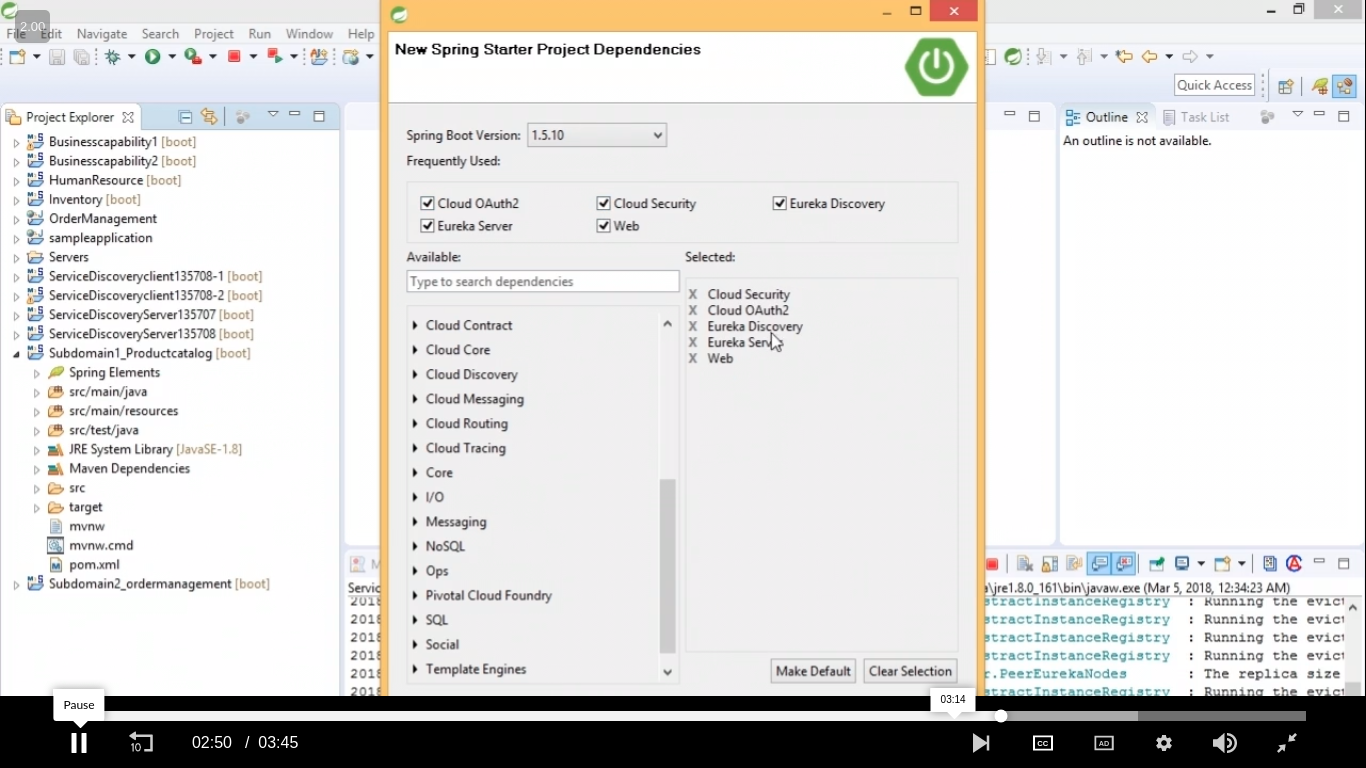 2.00
File Edit Navigate Search Project Run Window Help
New Spring Starter Project Dependencies
Quick Access
Project Explorer
Outline
Task List
An outline is not available.
Businesscapability1 [boot]
Businesscapability2 [boot]
HumanResource [boot]
Inventory [boot]
OrderManagement
sampleapplication
Servers
ServiceDiscoveryclient135708-1 [boot]
ServiceDiscoveryclient135708-2 [boot]
ServiceDiscoveryServer135707 [boot]
ServiceDiscoveryServer135708 [boot]
Subdomain1_Productcatalog [boot]
Spring Elements
src/main/java
src/main/resources
src/test/java
JRE System Library [JavaSE-1.8]
Maven Dependencies
src
target
mvnw
mvnw.cmd
pom.xml
Subdomain2_ordermanagement [boot]
Spring Boot Version: 1.5.10
Frequently Used:
Cloud OAuth2 Cloud Security Eureka Discovery
Eureka Server Web
Available:
Type to search dependencies
Cloud Contract
Cloud Core
Cloud Discovery
Cloud Messaging
Cloud Routing
Cloud Tracing
Core
I/O
Messaging
NoSQL
Ops
Pivotal Cloud Foundry
SQL
Social
Template Engines
Selected:
X Cloud Security
X Cloud OAuth2
X Eureka Discovery
X Eureka Serv
X Web
Make Default Clear Selection
M
Servic
a\jre1.8.0_161\bin\javaw.exe (Mar 5, 2018, 12:34:23 AM)
2018 stractInstanceRegistry : Running the evict
2018 stractInstanceRegistry : Running the evict
2018 stractInstanceRegistry : Running the evict
2018 stractInstanceRegistry : Running the evict
2018 r.PeerEurekaNodes : The replica size
2018 stractInstanceRegistry : Running the evict
Pause
03:14
10
02:50 / 03:45
CC
AD